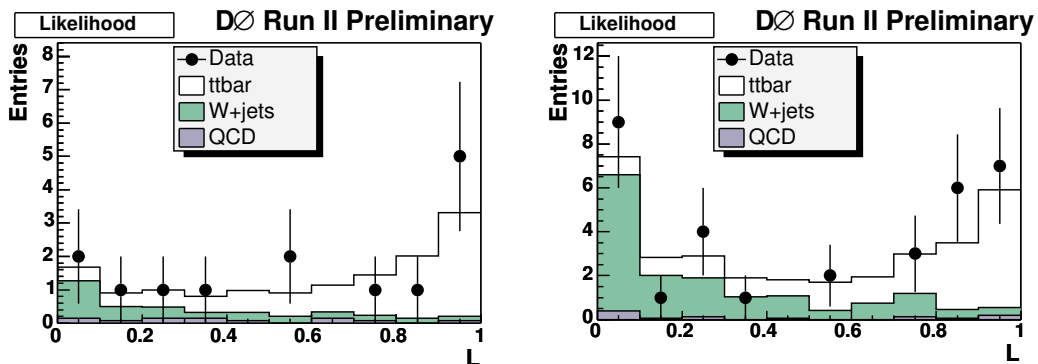 Likelihood
DØ Run II Preliminary
Entries
8
7
6
5
4
3
2
1
0
Data
ttbar
W+jets
QCD
0 0.2 0.4 0.6 0.8 1
L
Likelihood
DØ Run II Preliminary
Entries
12
10
8
6
4
2
0
Data
ttbar
W+jets
QCD
0 0.2 0.4 0.6 0.8 1
L